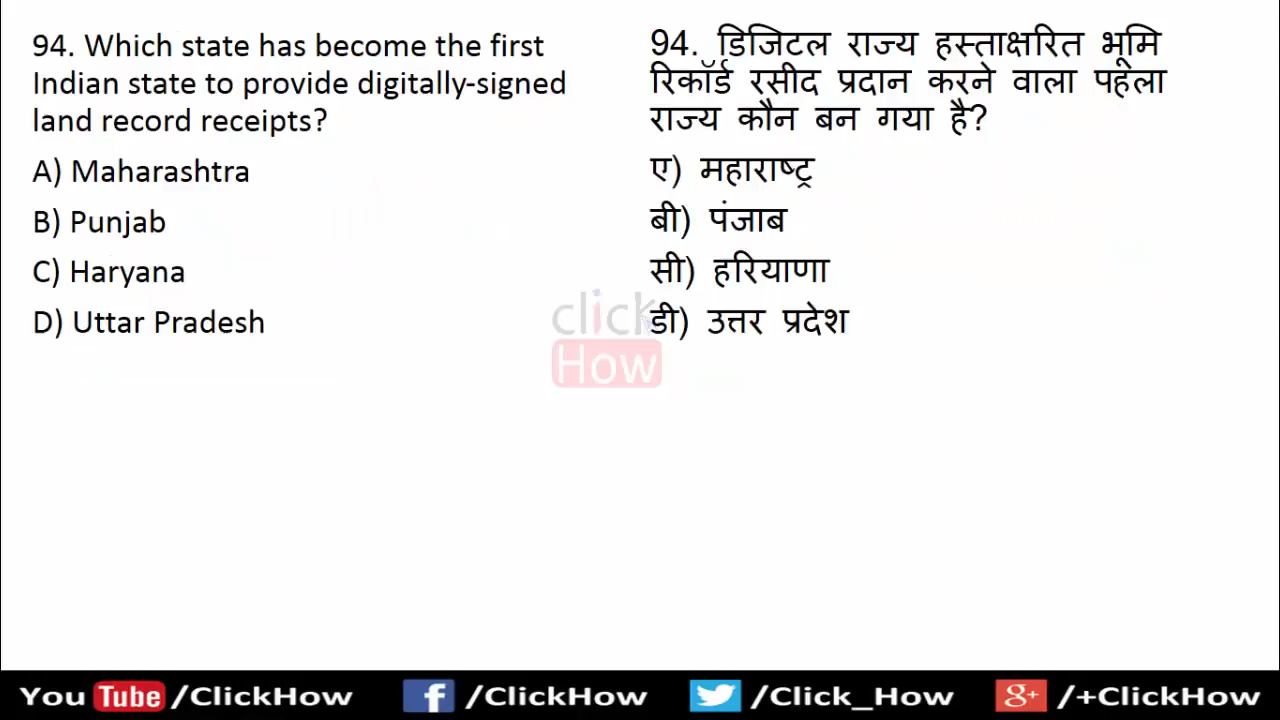 94. Which state has become the first
Indian state to provide digitally-signed
land record receipts?
A) Maharashtra
B) Punjab
C) Haryana
D) Uttar Pradesh
94. डिजिटल राज्य हस्ताक्षरित भूमि
रिकॉर्ड रसीद प्रदान करने वाला पहला
राज्य कौन बन गया है?
ए) महाराष्ट्र
बी) पंजाब
सी) हरियाणा
डी) उत्तर प्रदेश
click
How
You Tube /ClickHow f /ClickHow /Click_How g+ /+ClickHow